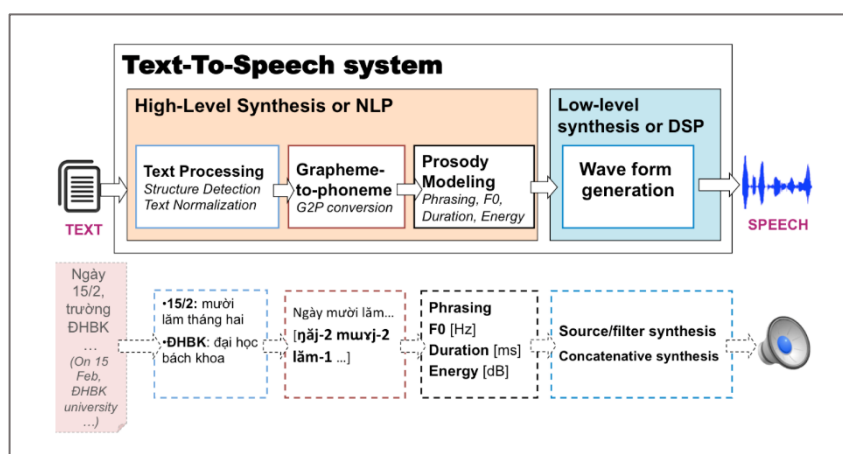 Text-To-Speech system
High-Level Synthesis or NLP
Low-level
synthesis or DSP
Text Processing
Structure Detection
Text Normalization
Grapheme-
to-phoneme
G2P conversion
Prosody
Modeling
Phrasing, F0,
Duration, Energy
Wave form
generation
TEXT
SPEECH
Ngày
15/2,
trường
ĐHBK
...
(On 15
Feb,
ĐHBK
university
...)
•15/2: mười
lăm tháng hai
•ĐHBK: đại học
bách khoa
Ngày mười lăm...
[ŋăj-2 mɯɤj-2
lăm-1 ...]
Phrasing
F0 [Hz]
Duration [ms]
Energy [dB]
Source/filter synthesis
Concatenative synthesis